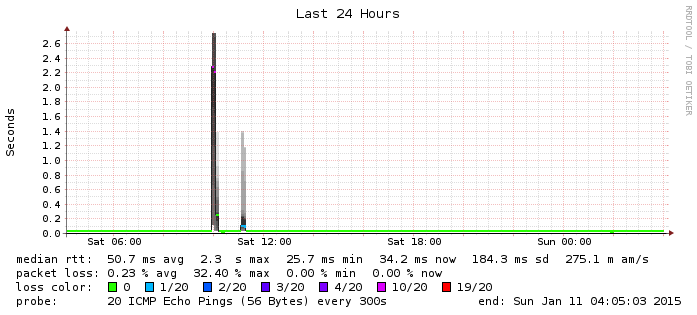 Last 24 Hours
RRDTOOL / TOBI OETIKER
Seconds
2.6
2.4
2.2
2.0
1.8
1.6
1.4
1.2
1.0
0.8
0.6
0.4
0.2
0.0
Sat 06:00 Sat 12:00 Sat 18:00 Sun 00:00
median rtt: 50.7 ms avg 2.3 s max 25.7 ms min 34.2 ms now 184.3 ms sd 275.1 m am/s
packet loss: 0.23 % avg 32.40 % max 0.00 % min 0.00 % now
loss color: 0 1/20 2/20 3/20 4/20 10/20 19/20
probe: 20 ICMP Echo Pings (56 Bytes) every 300s end: Sun Jan 11 04:05:03 2015